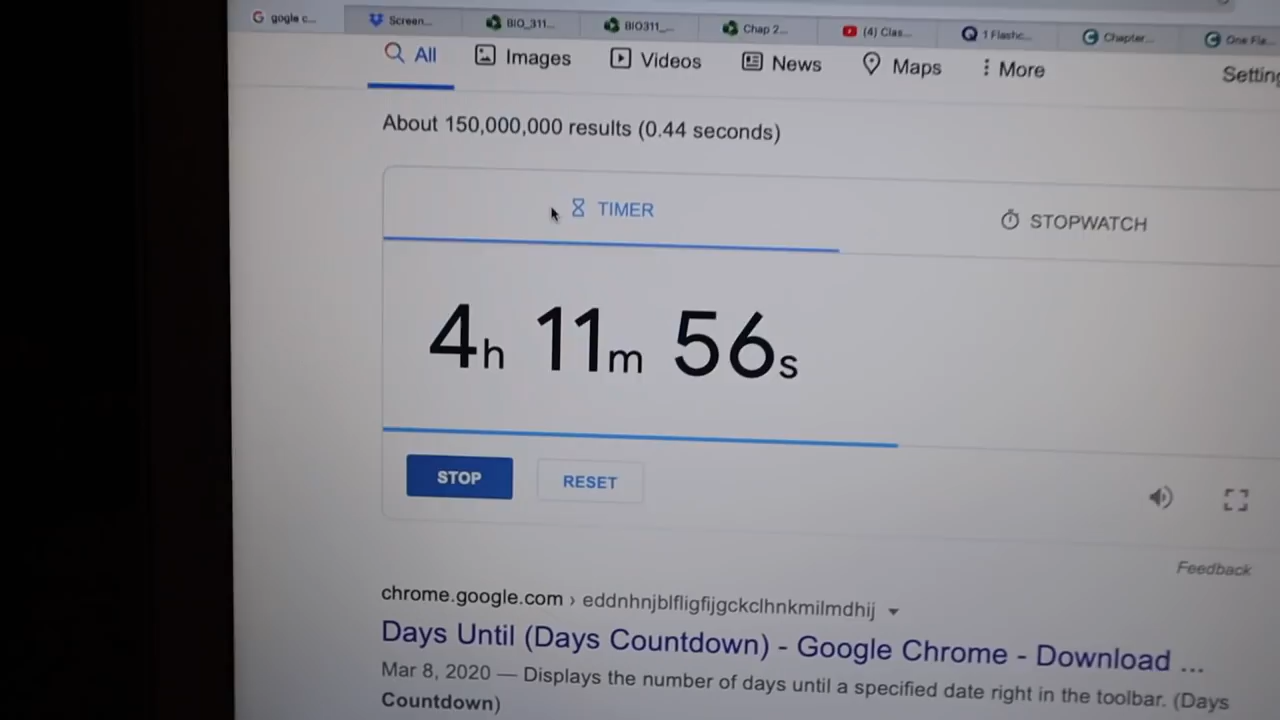 gogle c...
Screen...
BIO_311...
BIO311_...
Chap 2...
(4) Clas...
1 Flashc...
Chapter...
One Fla...
All
Images
Videos
News
Maps
More
Setting
About 150,000,000 results (0.44 seconds)
TIMER
STOPWATCH
4h 11m 56s
STOP
RESET
Feedback
chrome.google.com › eddnhnjblfligfijgckclhnkmilmdhij
Days Until (Days Countdown) - Google Chrome - Download ...
Mar 8, 2020 — Displays the number of days until a specified date right in the toolbar. (Days
Countdown)